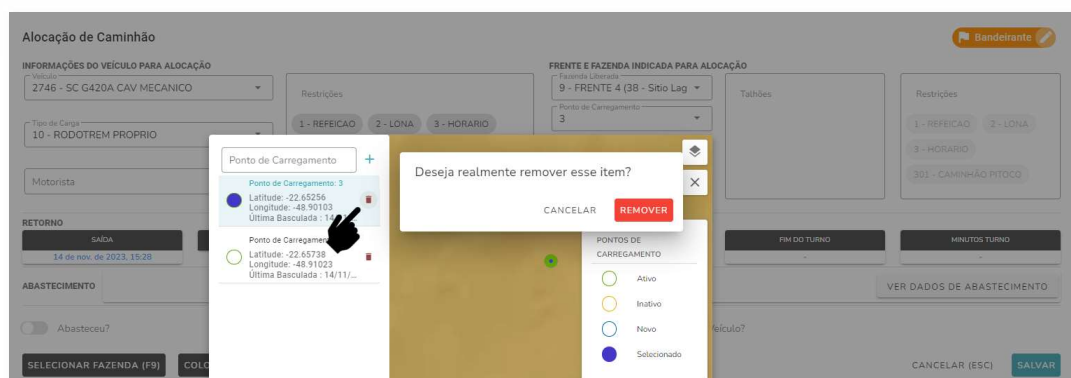 Alocação de Caminhão
Bandeirante
INFORMAÇÕES DO VEÍCULO PARA ALOCAÇÃO
FRENTE E FAZENDA INDICADA PARA ALOCAÇÃO
Veículo
2746 - SC G420A CAV MECANICO
Restrições
1 - REFEICAO 2 - LONA 3 - HORARIO
Fazenda Liberada
9 - FRENTE 4 (38 - Sitio Lag
Talhões
Restrições
1 - REFEICAO 2 - LONA
3 - HORARIO
301 - CAMINHÃO PITOCO
Tipo de Carga
10 - RODOTREM PROPRIO
Ponto de Carregamento
3
Motorista
Ponto de Carregamento
+
Ponto de Carregamento: 3
Latitude: -22.65256
Longitude: -48.90103
Última Basculada : 14/
Ponto de Carregamen
Latitude: -22.65738
Longitude: -48.91023
Última Basculada : 14/11/...
Deseja realmente remover esse item?
CANCELAR REMOVER
PONTOS DE
CARREGAMENTO
Ativo
Inativo
Novo
Selecionado
RETORNO
SAÍDA
14 de nov. de 2023, 15:28
FIM DO TURNO
-
MINUTOS TURNO
-
ABASTECIMENTO
VER DADOS DE ABASTECIMENTO
Abasteceu?
eículo?
SELECIONAR FAZENDA (F9)
COLO
CANCELAR (ESC)
SALVAR